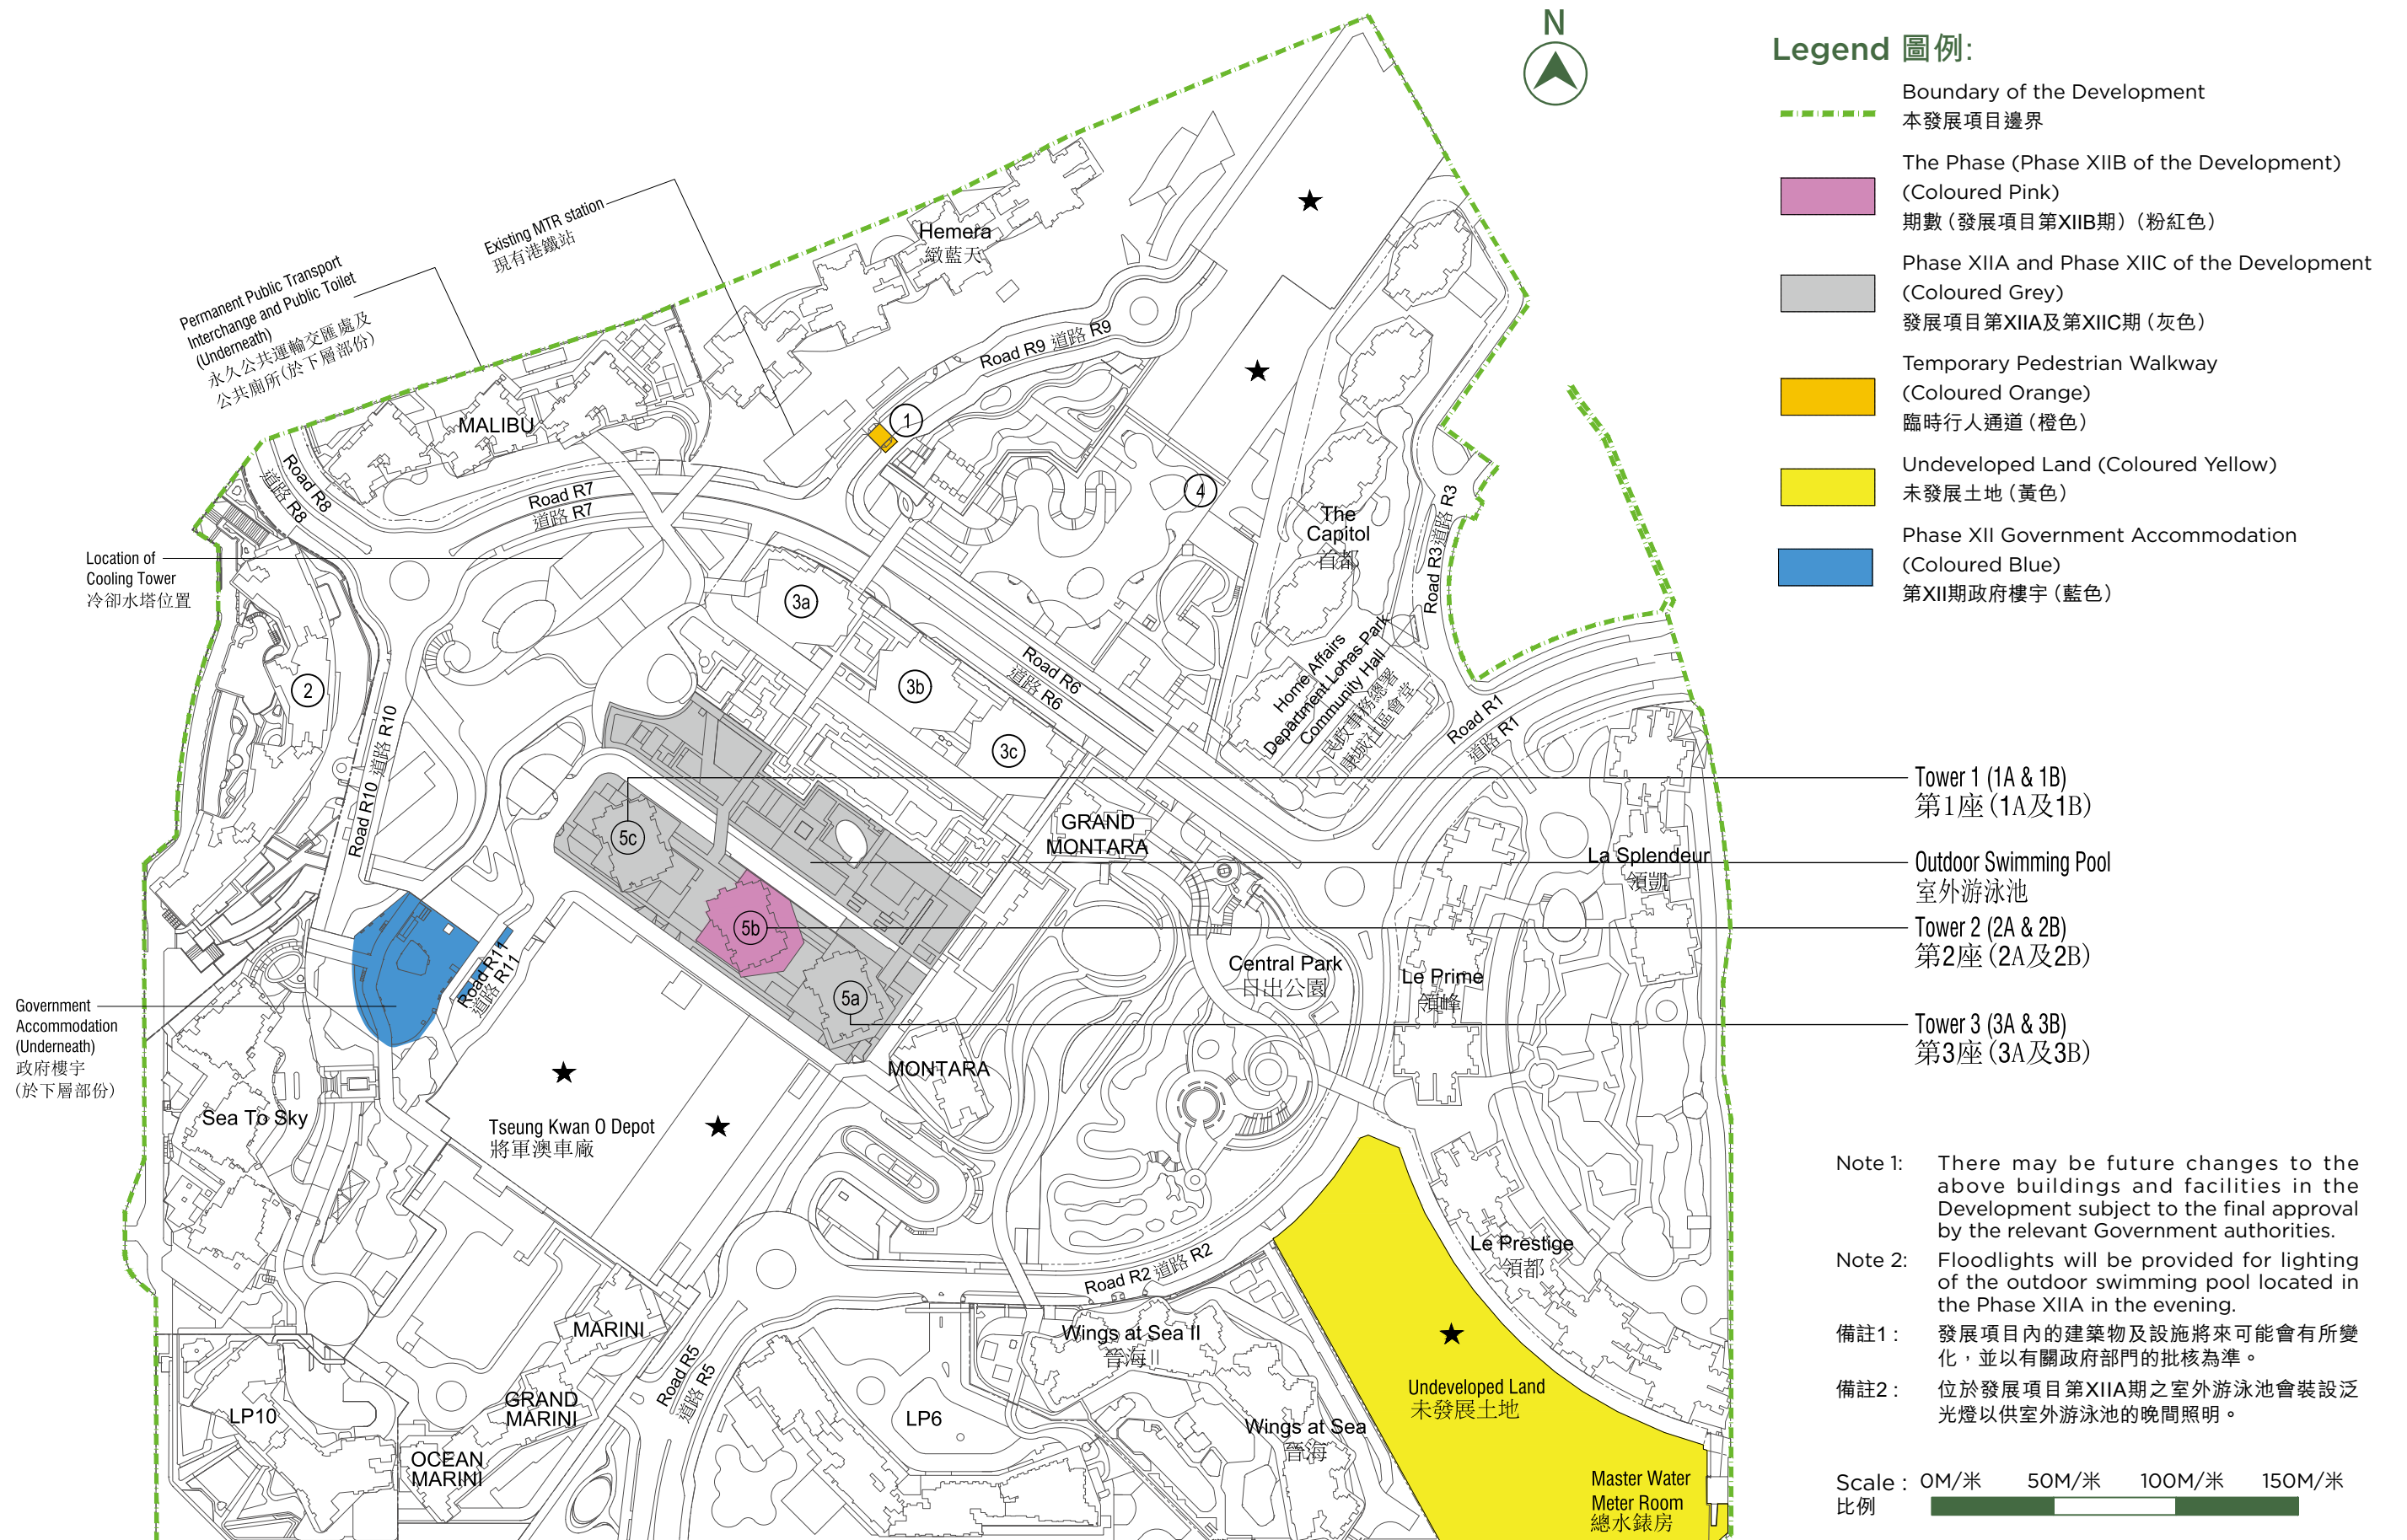 N
Legend 圖例:
Boundary of the Development
本發展項目邊界
The Phase (Phase XIIB of the Development)
(Coloured Pink)
期數(發展項目第XIIB期)(粉紅色)
Phase XIIA and Phase XIIC of the Development
(Coloured Grey)
發展項目第XIIA及第XIIC期(灰色)
Temporary Pedestrian Walkway
(Coloured Orange)
臨時行人通道(橙色)
Undeveloped Land (Coloured Yellow)
未發展土地(黃色)
Phase XII Government Accommodation
(Coloured Blue)
第XII期政府樓宇(藍色)
Existing MTR station
現有港鐵站
Permanent Public Transport
Interchange and Public Toilet
(Underneath)
永久公共運輸交匯處及
公共廁所(於下層部份)
Hemera
緻藍天
MALIBU
Road R9 道路 R9
1
4
Road R8
道路 R8
Road R7
道路 R7
Location of
Cooling Tower
冷卻水塔位置
The
Capitol
首都
Road R3 道路 R3
2
3a
3b
3c
Road R6
道路 R6
Home Affairs
Department Lohas Park
Community Hall
民政事務總署
康城社區會堂
Road R1
道路 R1
Road R10 道路 R10
5c
5b
5a
GRAND
MONTARA
La Splendeur
領凱
Tower 1 (1A & 1B)
第1座(1A及1B)
Outdoor Swimming Pool
室外游泳池
Tower 2 (2A & 2B)
第2座(2A及2B)
Tower 3 (3A & 3B)
第3座(3A及3B)
Central Park
日出公園
Le Prime
領峰
Road R11
道路 R11
Government
Accommodation
(Underneath)
政府樓宇
(於下層部份)
MONTARA
Sea To Sky
Tseung Kwan O Depot
將軍澳車廠
Le Prestige
領都
Road R2 道路 R2
MARINI
Road R5
道路 R5
Wings at Sea II
晉海II
GRAND
MARINI
LP10
LP6
OCEAN
MARINI
Wings at Sea
晉海
Undeveloped Land
未發展土地
Master Water
Meter Room
總水錶房
Note 1: There may be future changes to the
above buildings and facilities in the
Development subject to the final approval
by the relevant Government authorities.
Note 2: Floodlights will be provided for lighting
of the outdoor swimming pool located in
the Phase XIIA in the evening.
備註1 : 發展項目內的建築物及設施將來可能會有所變
化,並以有關政府部門的批核為準。
備註2 : 位於發展項目第XIIA期之室外游泳池會裝設泛
光燈以供室外游泳池的晚間照明。
Scale : 0M/米 50M/米 100M/米 150M/米
比例